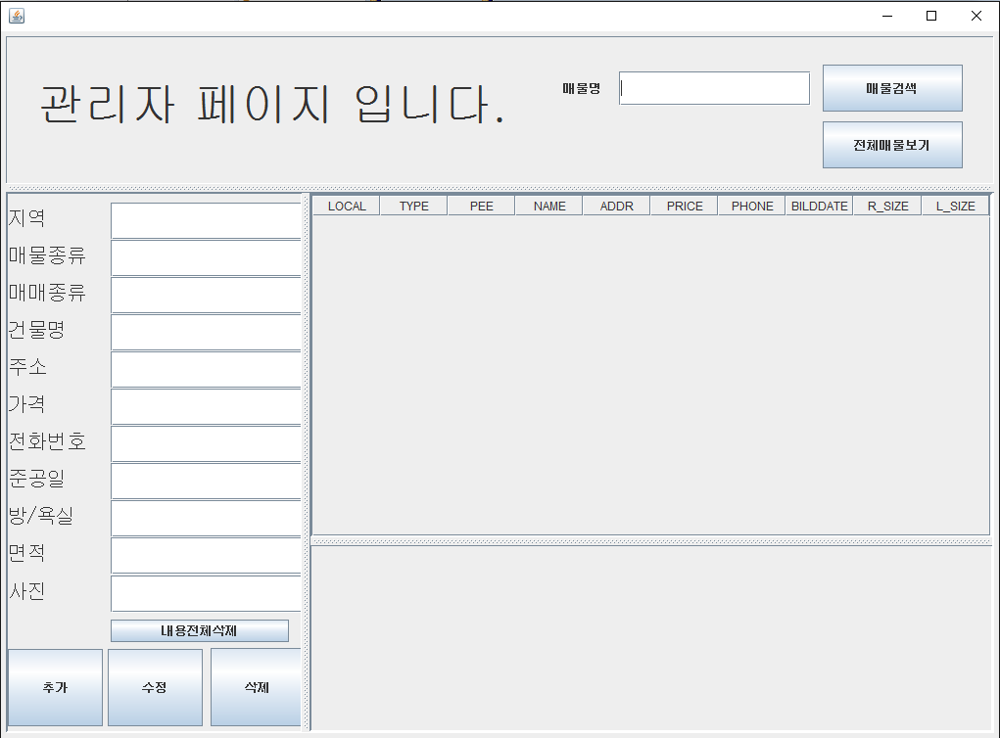 관리자 페이지 입니다.
매물명
매물검색
전체매물보기
지역
매물종류
매매종류
건물명
주소
가격
전화번호
준공일
방/욕실
면적
사진
내용전체삭제
추가 수정 삭제
LOCAL TYPE PEE NAME ADDR PRICE PHONE BILDDATE R_SIZE L_SIZE